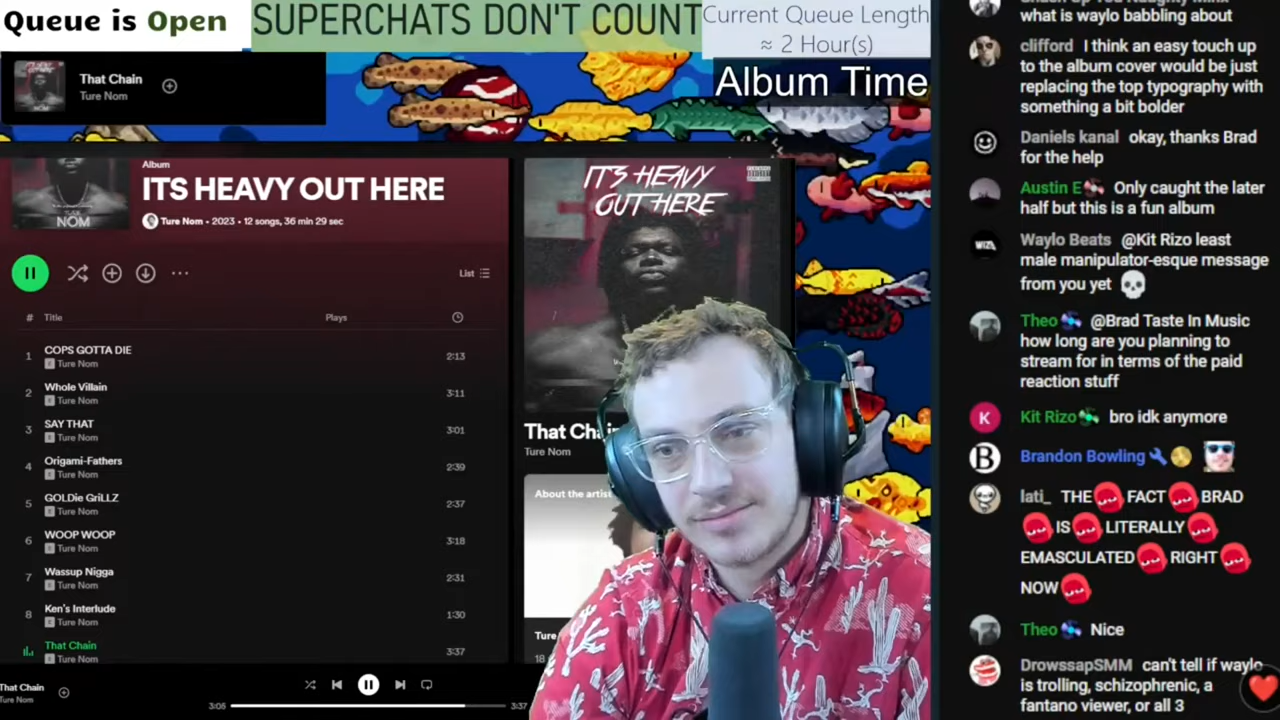 Queue is Open
SUPERCHATS DON'T COUNT
Current Queue Length
≈ 2 Hour(s)
Album Time
That Chain
Ture Nom
NOM
Album
ITS HEAVY OUT HERE
Ture Nom • 2023 • 12 songs, 36 min 29 sec
List
# Title Plays
1 COPS GOTTA DIE 2:13
E Ture Nom
2 Whole Villain 3:11
E Ture Nom
3 SAY THAT 3:01
E Ture Nom
4 Origami-Fathers 2:39
E Ture Nom
5 GOLDie GriLLZ 2:37
E Ture Nom
6 WOOP WOOP 3:18
E Ture Nom
7 Wassup Nigga 2:31
E Ture Nom
8 Ken's Interlude 1:30
E Ture Nom
That Chain 3:37
E Ture Nom
IT'S HEAVY
OUT HERE
That Chain
Ture Nom
About the artist
Ture
18
That Chain
Ture Nom
3:06
3:37
what is waylo babbling about
clifford I think an easy touch up
to the album cover would be just
replacing the top typography with
something a bit bolder
Daniels kanal okay, thanks Brad
for the help
Austin E Only caught the later
half but this is a fun album
WIZA
Waylo Beats @Kit Rizo least
male manipulator-esque message
from you yet
Theo @Brad Taste In Music
how long are you planning to
stream for in terms of the paid
reaction stuff
K Kit Rizo bro idk anymore
B Brandon Bowling
lati_ THE FACT BRAD
IS LITERALLY
EMASCULATED RIGHT
NOW
Theo Nice
DrowssapSMM can't tell if waylo
is trolling, schizophrenic, a
fantano viewer, or all 3